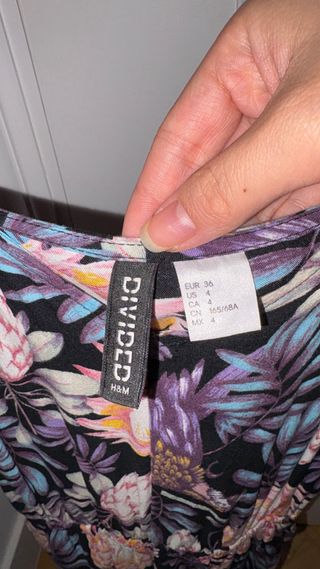 DIVIDED
H&M
EUR 36
US 4
CA 4
CN 165/68A
MX 4